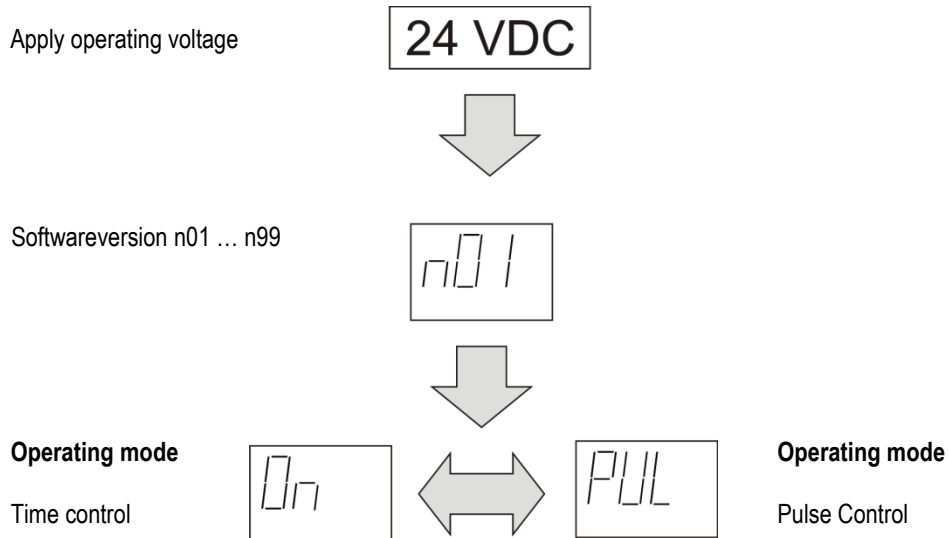 Apply operating voltage
24 VDC
Softwareversion n01 … n99
n01
Operating mode
On
PUL
Operating mode
Time control
Pulse Control